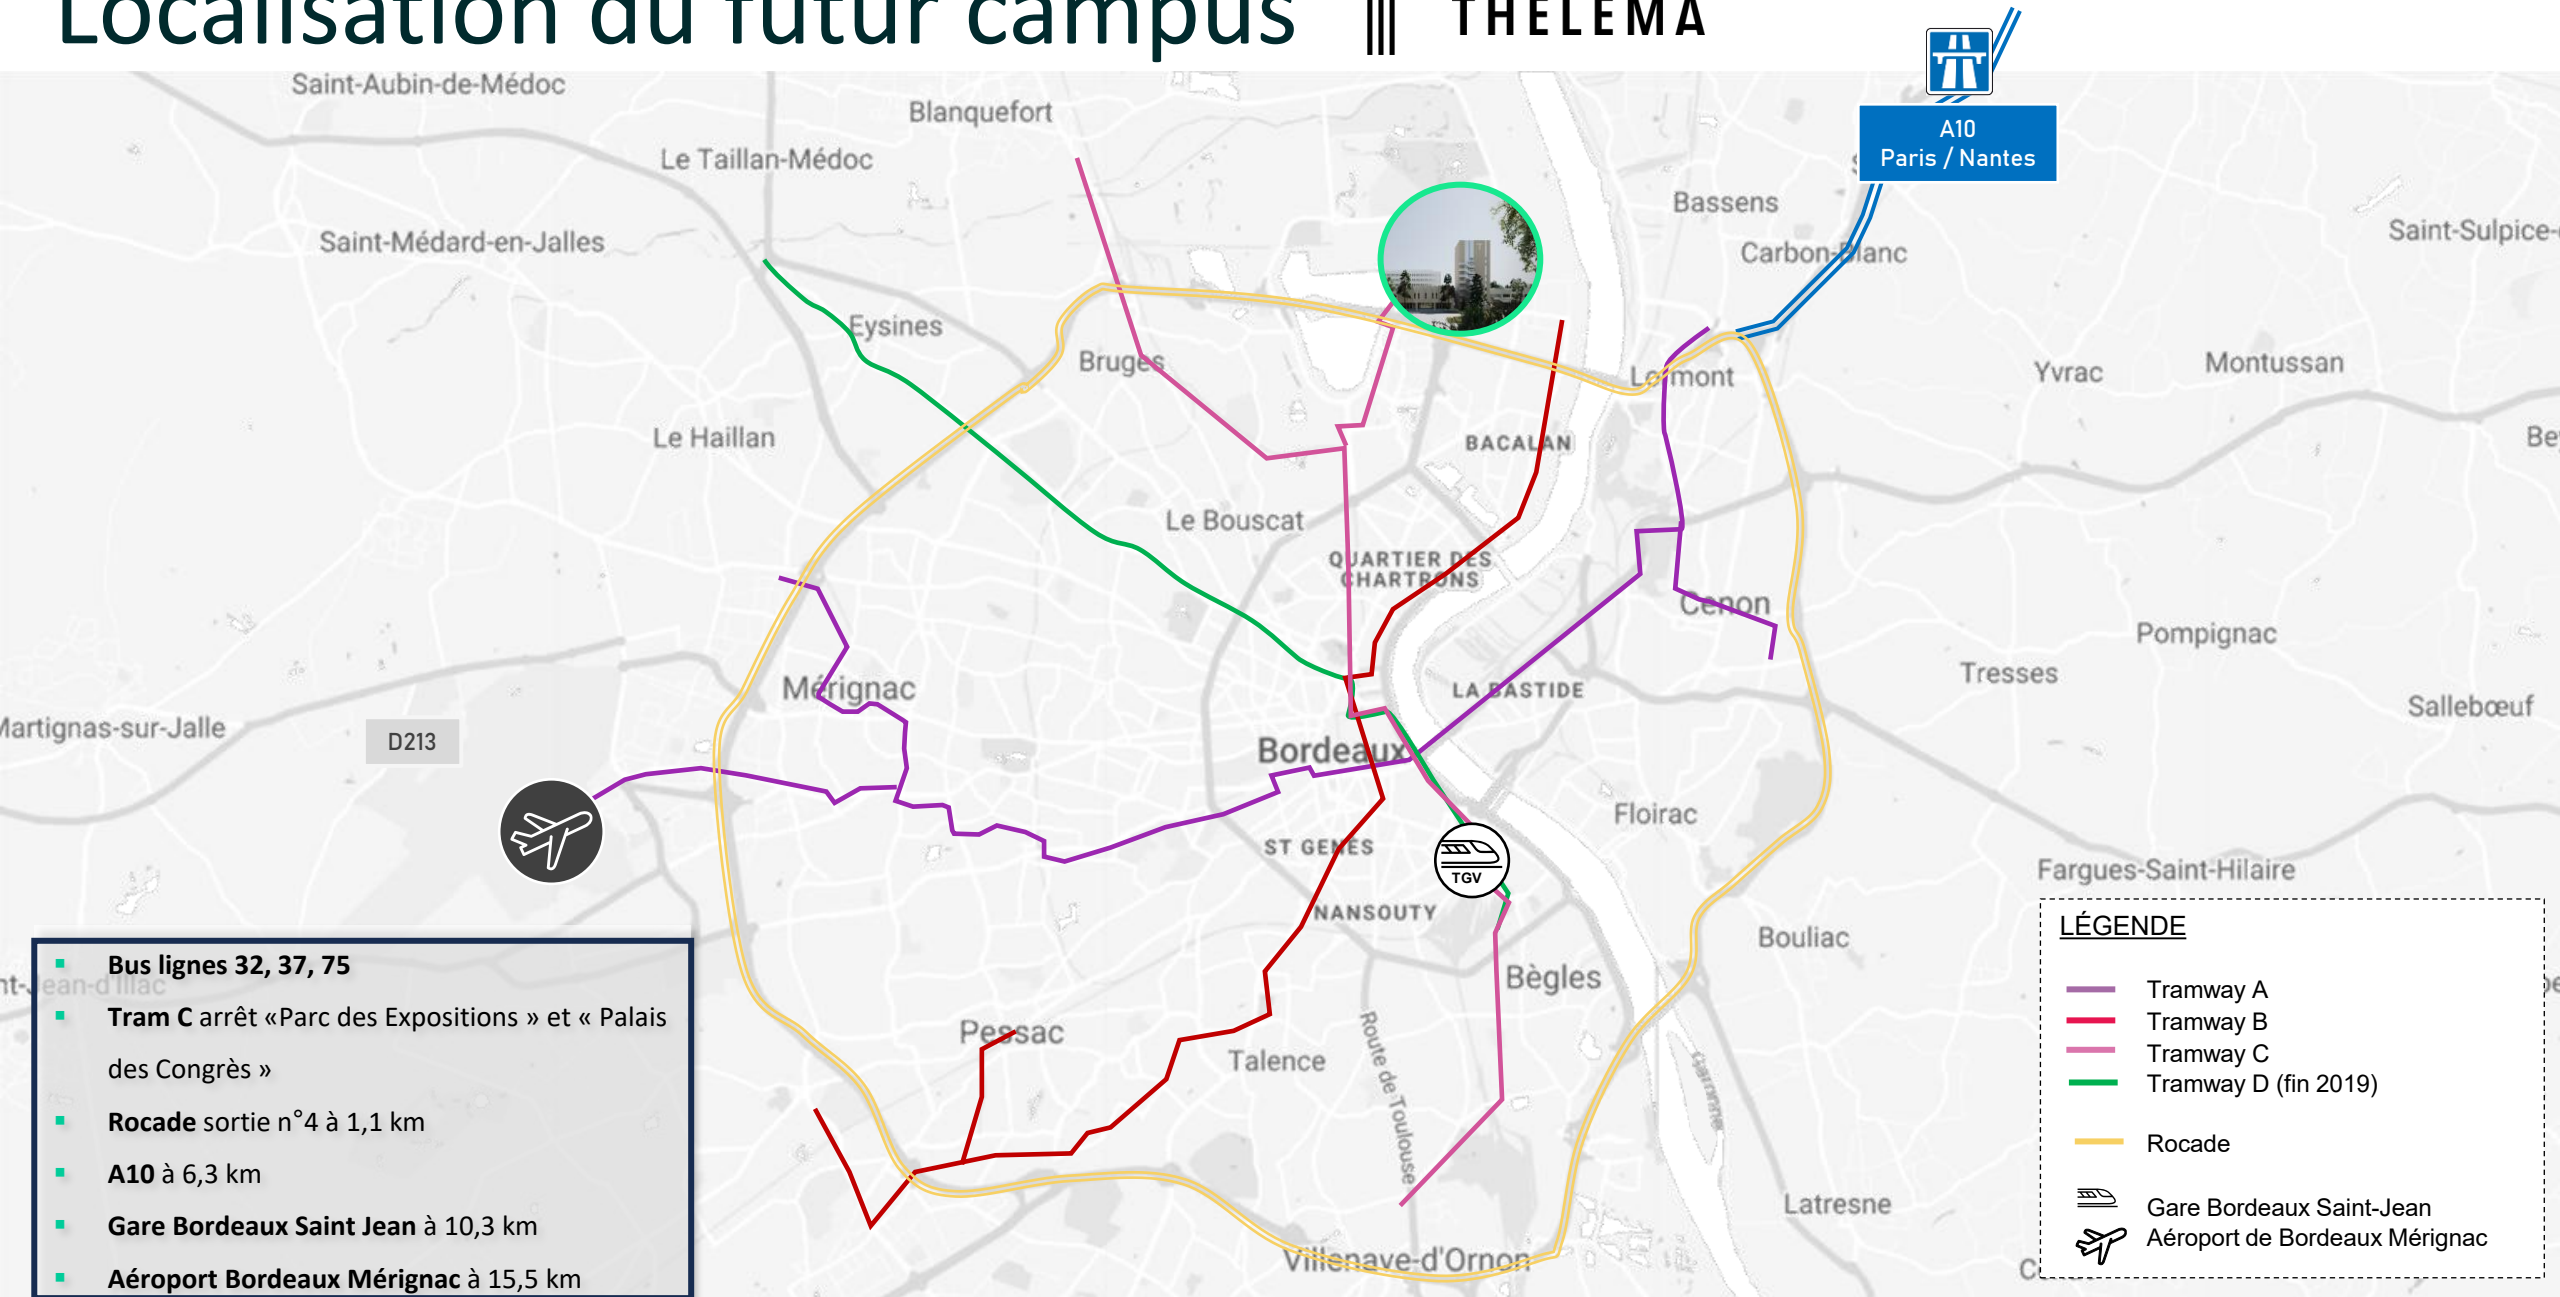 Localisation du futur campus
THELEMA
A10
Paris / Nantes
Saint-Aubin-de-Médoc
Blanquefort
Le Taillan-Médoc
Bassens
Saint-Médard-en-Jalles
Carbon-Blanc
Saint-Sulpice-
Eysines
Bruges
Lormont
Yvrac
Montussan
Le Haillan
BACALAN
Le Bouscat
QUARTIER DES
CHARTRONS
Cenon
Pompignac
Tresses
Mérignac
LA BASTIDE
Sallebœuf
Martignas-sur-Jalle
D213
Bordeaux
Floirac
ST GENÈS
TGV
Fargues-Saint-Hilaire
NANSOUTY
Bouliac
Bègles
Pessac
Talence
Route de Toulouse
Garonne
Latresne
Villenave-d'Ornon
nt-Jean-d'Illac
Bus lignes 32, 37, 75
Tram C arrêt «Parc des Expositions » et « Palais
des Congrès »
Rocade sortie n°4 à 1,1 km
A10 à 6,3 km
Gare Bordeaux Saint Jean à 10,3 km
Aéroport Bordeaux Mérignac à 15,5 km
LÉGENDE
Tramway A
Tramway B
Tramway C
Tramway D (fin 2019)
Rocade
Gare Bordeaux Saint-Jean
Aéroport de Bordeaux Mérignac